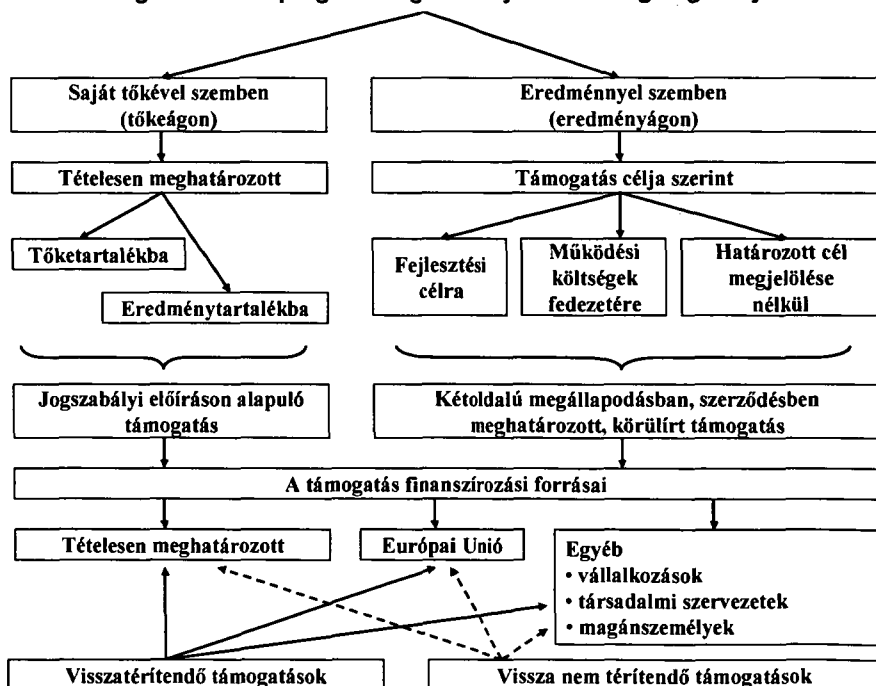 Saját tőkével szemben
(tőkeágon)
Eredménnyel szemben
(eredményágon)
Tételesen meghatározott
Támogatás célja szerint
Tőketartalékba
Eredménytartalékba
Fejlesztési
célra
Működési
költségek
fedezetére
Határozott cél
megjelölése
nélkül
Jogszabályi előíráson alapuló
támogatás
Kétoldalú megállapodásban, szerződésben
meghatározott, körülírt támogatás
A támogatás finanszírozási forrásai
Tételesen meghatározott
Európai Unió
Egyéb
• vállalkozások
• társadalmi szervezetek
• magánszemélyek
Visszatérítendő támogatások
Vissza nem térítendő támogatások